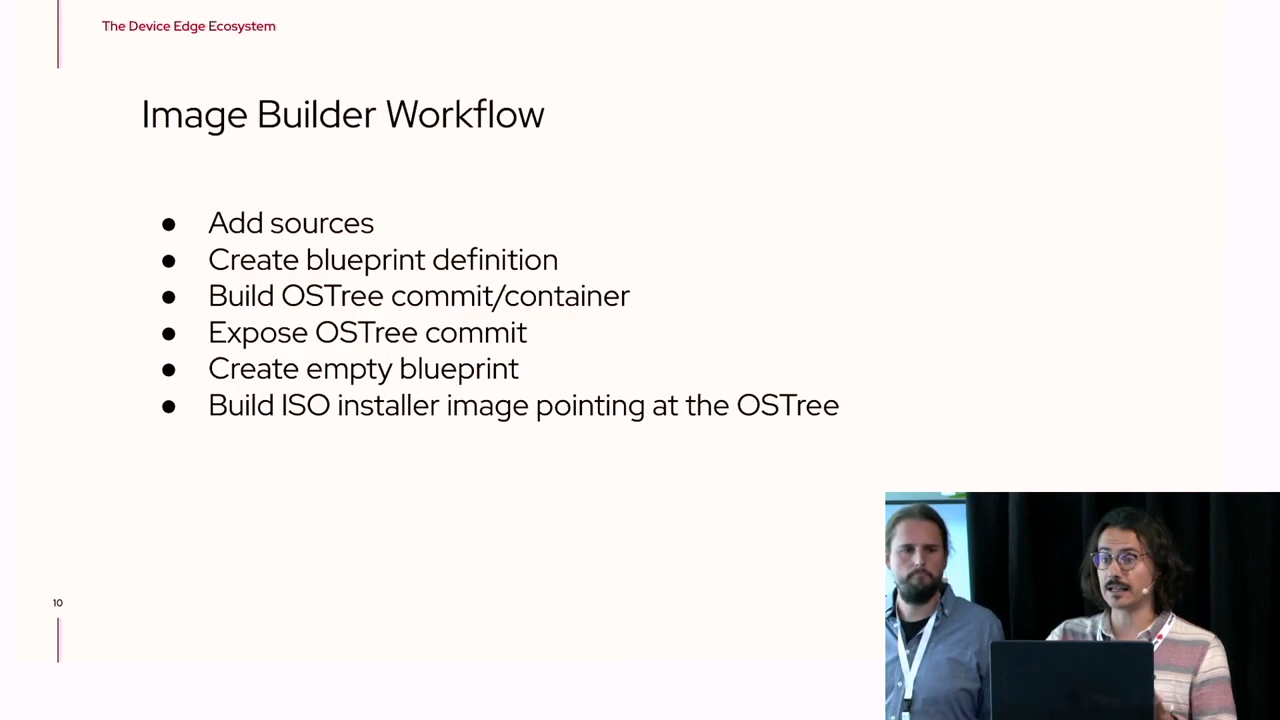 The Device Edge Ecosystem
Image Builder Workflow
● Add sources
● Create blueprint definition
● Build OSTree commit/container
● Expose OSTree commit
● Create empty blueprint
● Build ISO installer image pointing at the OSTree
10